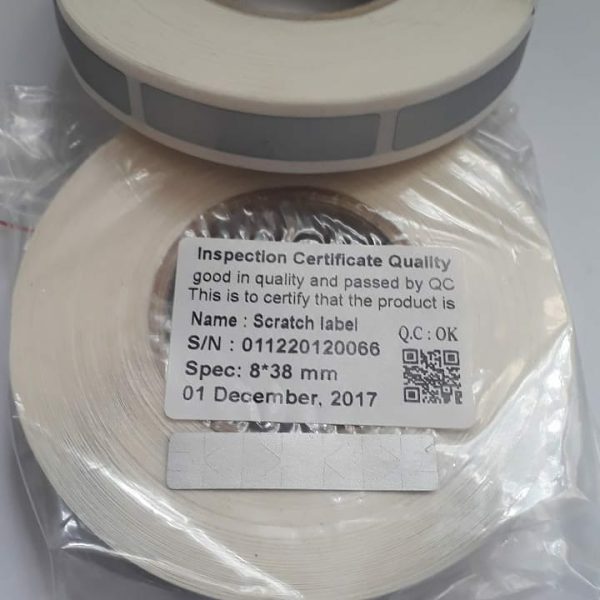 Inspection Certificate Quality
good in quality and passed by QC
This is to certify that the product is
Name : Scratch label
Q.C : OK
S/N : 011220120066
Spec: 8*38 mm
01 December, 2017